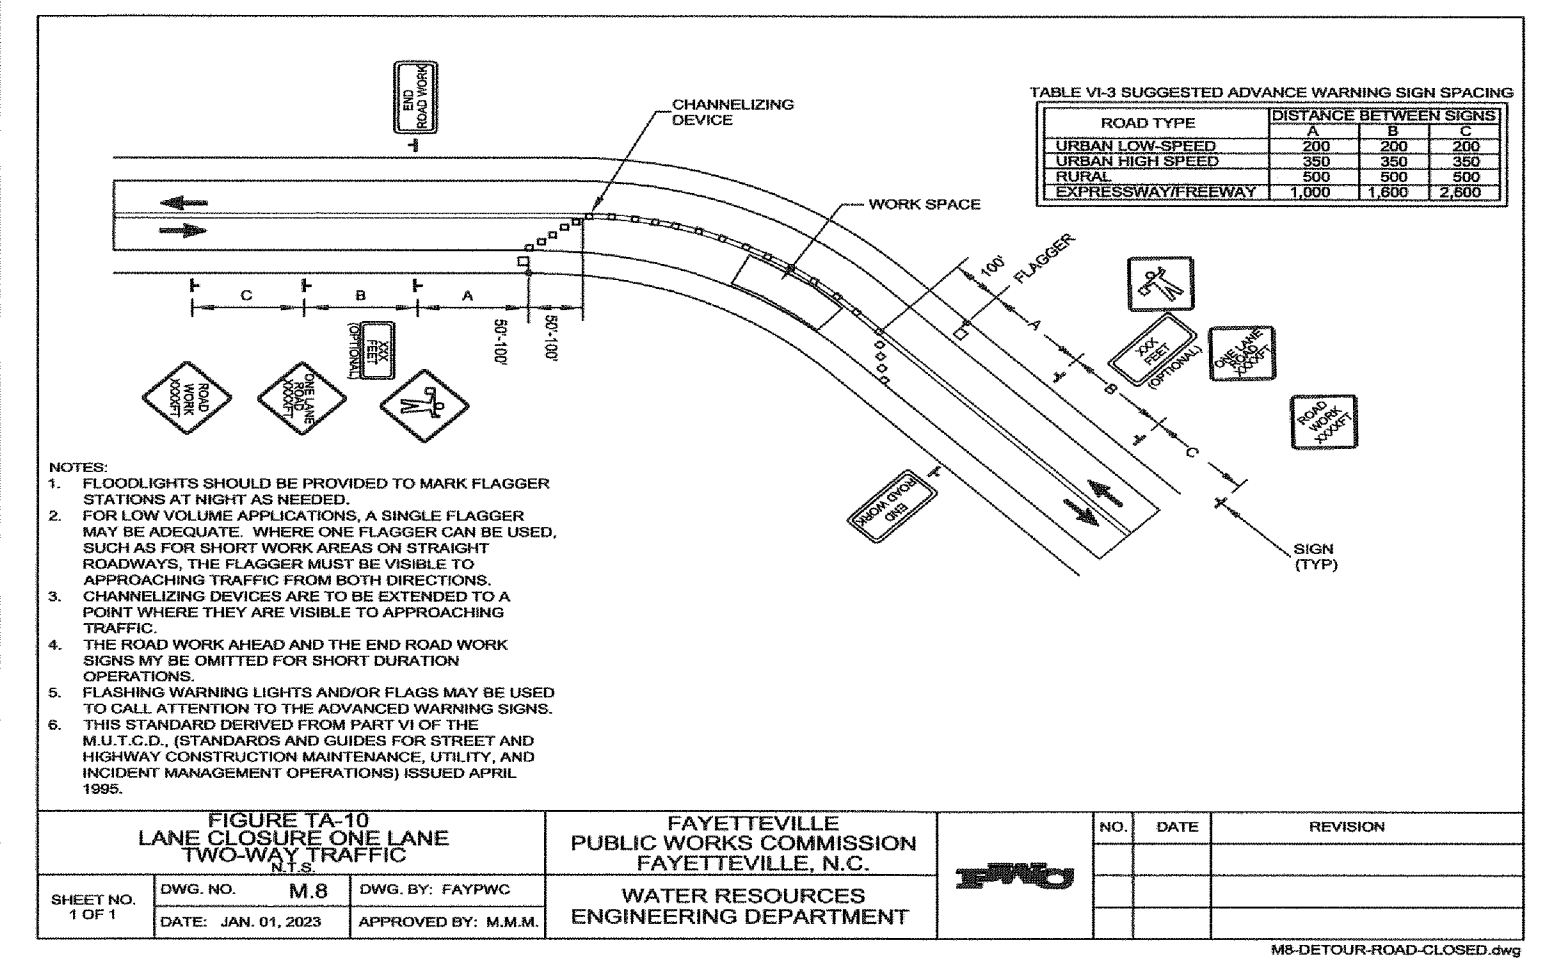 END
ROAD WORK
CHANNELIZING
DEVICE
WORK SPACE
TABLE VI-3 SUGGESTED ADVANCE WARNING SIGN SPACING
ROAD TYPE
DISTANCE BETWEEN SIGNS
A B C
URBAN LOW-SPEED 200 200 200
URBAN HIGH SPEED 350 350 350
RURAL 500 500 500
EXPRESSWAY/FREEWAY 1,000 1,600 2,600
100'
FLAGGER
A
B
C
XXX
FEET
(OPTIONAL)
ONE LANE
ROAD
XXXXFT
ROAD
WORK
XXXXFT
SIGN
(TYP)
END
ROAD WORK
C B A
50'-100'
50'-100'
XXX
FEET
(OPTIONAL)
ROAD
WORK
XXXXFT
ONE LANE
ROAD
XXXXFT
NOTES:
1. FLOODLIGHTS SHOULD BE PROVIDED TO MARK FLAGGER
STATIONS AT NIGHT AS NEEDED.
2. FOR LOW VOLUME APPLICATIONS, A SINGLE FLAGGER
MAY BE ADEQUATE. WHERE ONE FLAGGER CAN BE USED,
SUCH AS FOR SHORT WORK AREAS ON STRAIGHT
ROADWAYS, THE FLAGGER MUST BE VISIBLE TO
APPROACHING TRAFFIC FROM BOTH DIRECTIONS.
3. CHANNELIZING DEVICES ARE TO BE EXTENDED TO A
POINT WHERE THEY ARE VISIBLE TO APPROACHING
TRAFFIC.
4. THE ROAD WORK AHEAD AND THE END ROAD WORK
SIGNS MY BE OMITTED FOR SHORT DURATION
OPERATIONS.
5. FLASHING WARNING LIGHTS AND/OR FLAGS MAY BE USED
TO CALL ATTENTION TO THE ADVANCED WARNING SIGNS.
6. THIS STANDARD DERIVED FROM PART VI OF THE
M.U.T.C.D., (STANDARDS AND GUIDES FOR STREET AND
HIGHWAY CONSTRUCTION MAINTENANCE, UTILITY, AND
INCIDENT MANAGEMENT OPERATIONS) ISSUED APRIL
1995.
FIGURE TA-10
LANE CLOSURE ONE LANE
TWO-WAY TRAFFIC
N.T.S.
SHEET NO.
1 OF 1
DWG. NO. M.8
DWG. BY: FAYPWC
DATE: JAN. 01, 2023
APPROVED BY: M.M.M.
FAYETTEVILLE
PUBLIC WORKS COMMISSION
FAYETTEVILLE, N.C.
WATER RESOURCES
ENGINEERING DEPARTMENT
PWC
NO. DATE REVISION
M8-DETOUR-ROAD-CLOSED.dwg